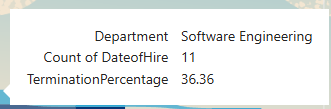 Department Software Engineering
Count of DateofHire 11
TerminationPercentage 36.36